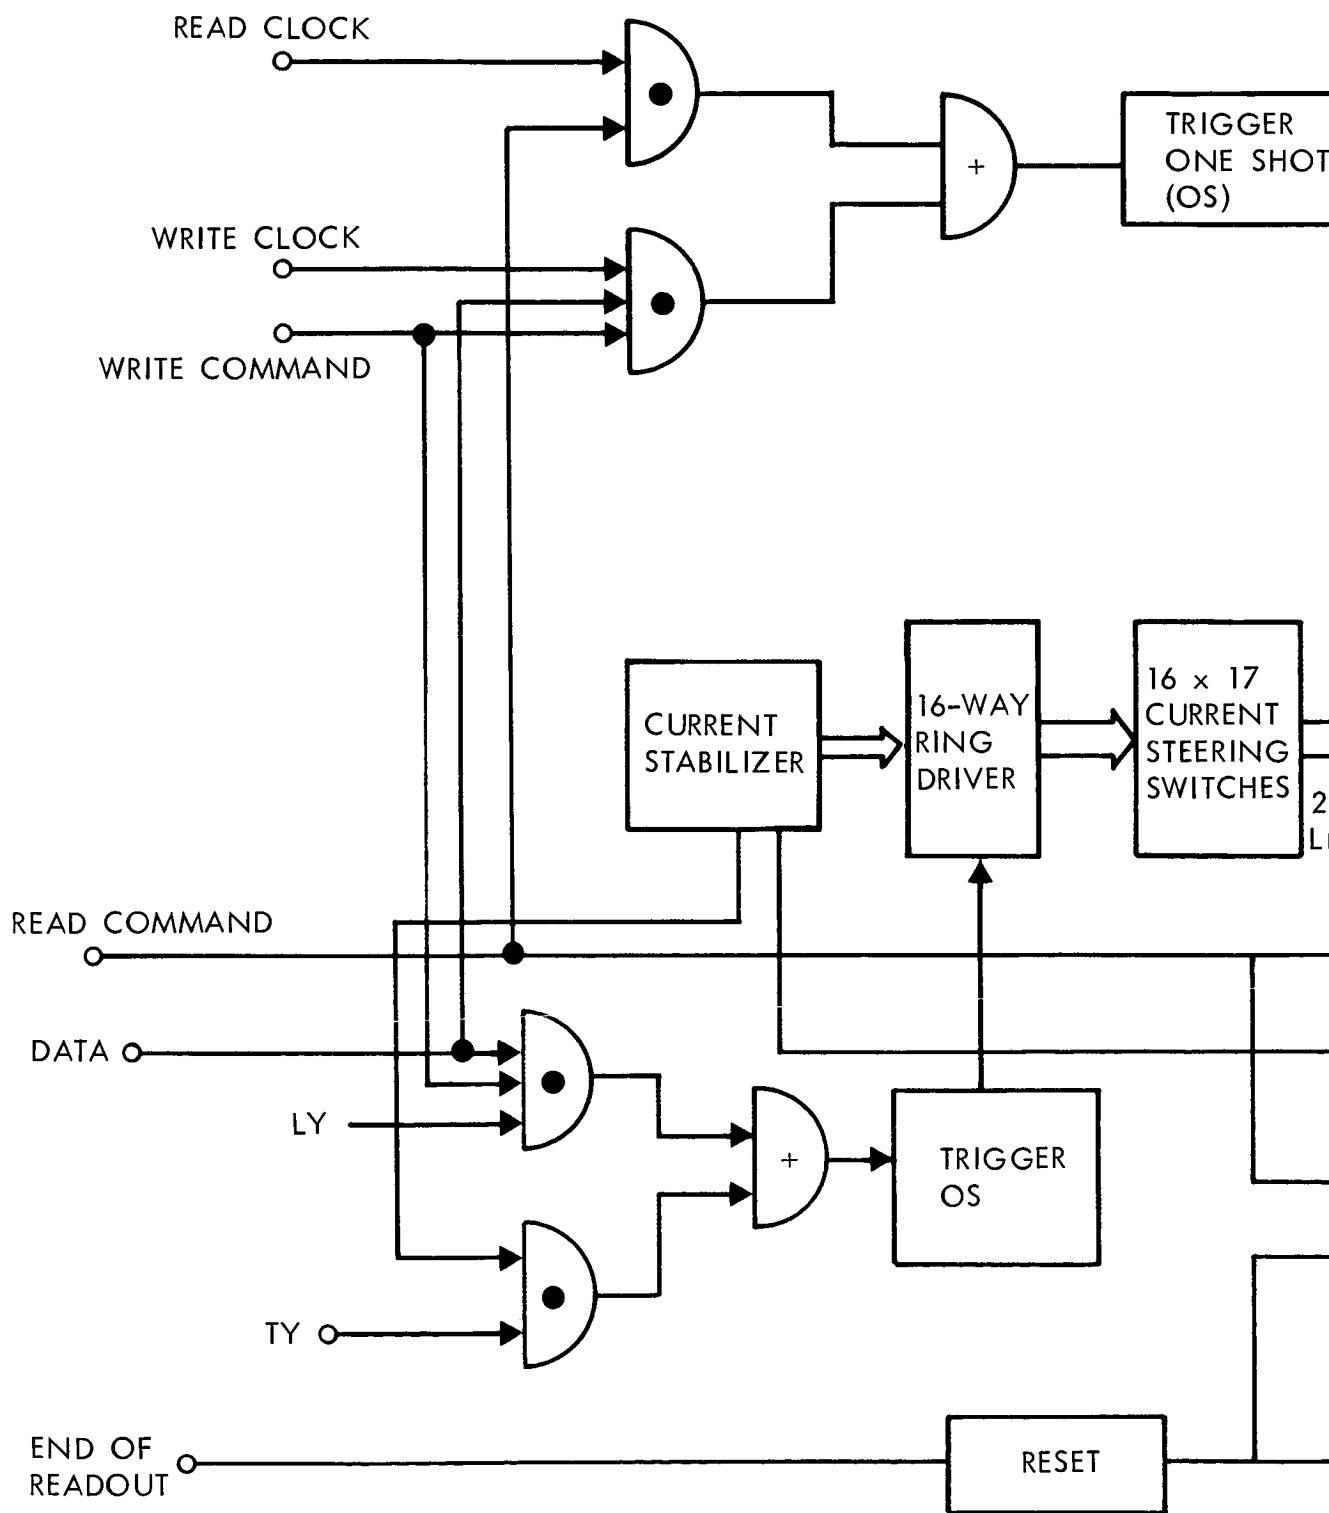 READ CLOCK
TRIGGER
ONE SHOT
(OS)
+
WRITE CLOCK
WRITE COMMAND
CURRENT
STABILIZER
16-WAY
RING
DRIVER
16 x 17
CURRENT
STEERING
SWITCHES
2
READ COMMAND
DATA
LY
+
TRIGGER
OS
TY
END OF
READOUT
RESET